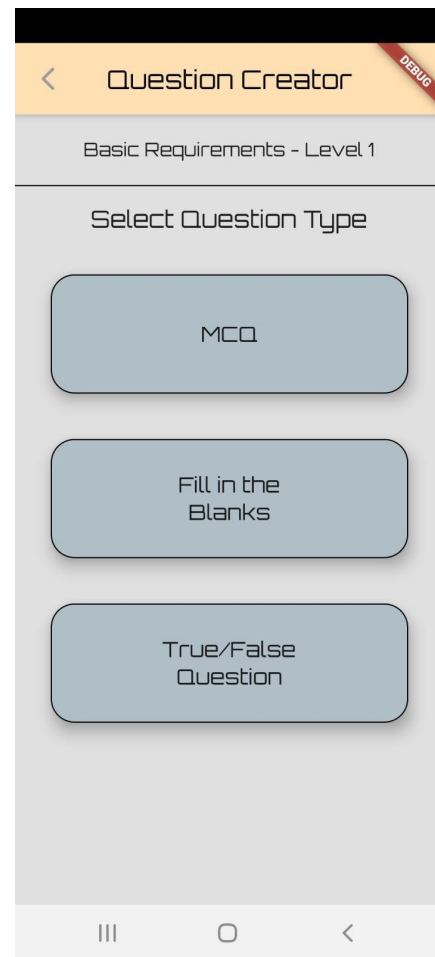 Question Creator
DEBUG
Basic Requirements - Level 1
Select Question Type
MCQ
Fill in the
Blanks
True/False
Question